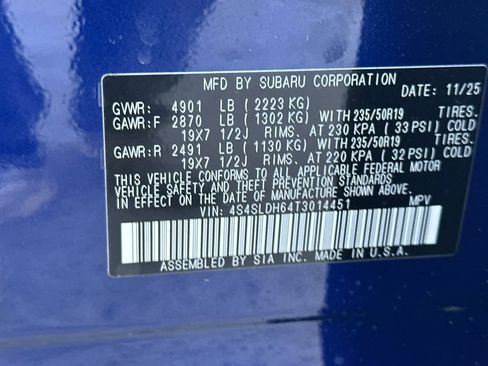 MFD BY SUBARU CORPORATION
DATE: 11/25
GVWR: 4901 LB ( 2223 KG)
GAWR:F 2870 LB ( 1302 KG) WITH 235/50R19 TIRES.
19X7 1/2J RIMS. AT 230 KPA ( 33 PSI) COLD
GAWR:R 2491 LB ( 1130 KG) WITH 235/50R19 TIRES.
19X7 1/2J RIMS. AT 220 KPA ( 32 PSI) COLD
THIS VEHICLE CONFORMS TO ALL APPLICABLE FEDERAL MOTOR
VEHICLE SAFETY STANDARDS IN EFFECT
ON THE DATE OF MANUFACTURE SHOWN ABOVE.
VIN: 4S4SLDH64T3014451 MPV
ASSEMBLED BY SIA INC. MADE IN U.S.A.